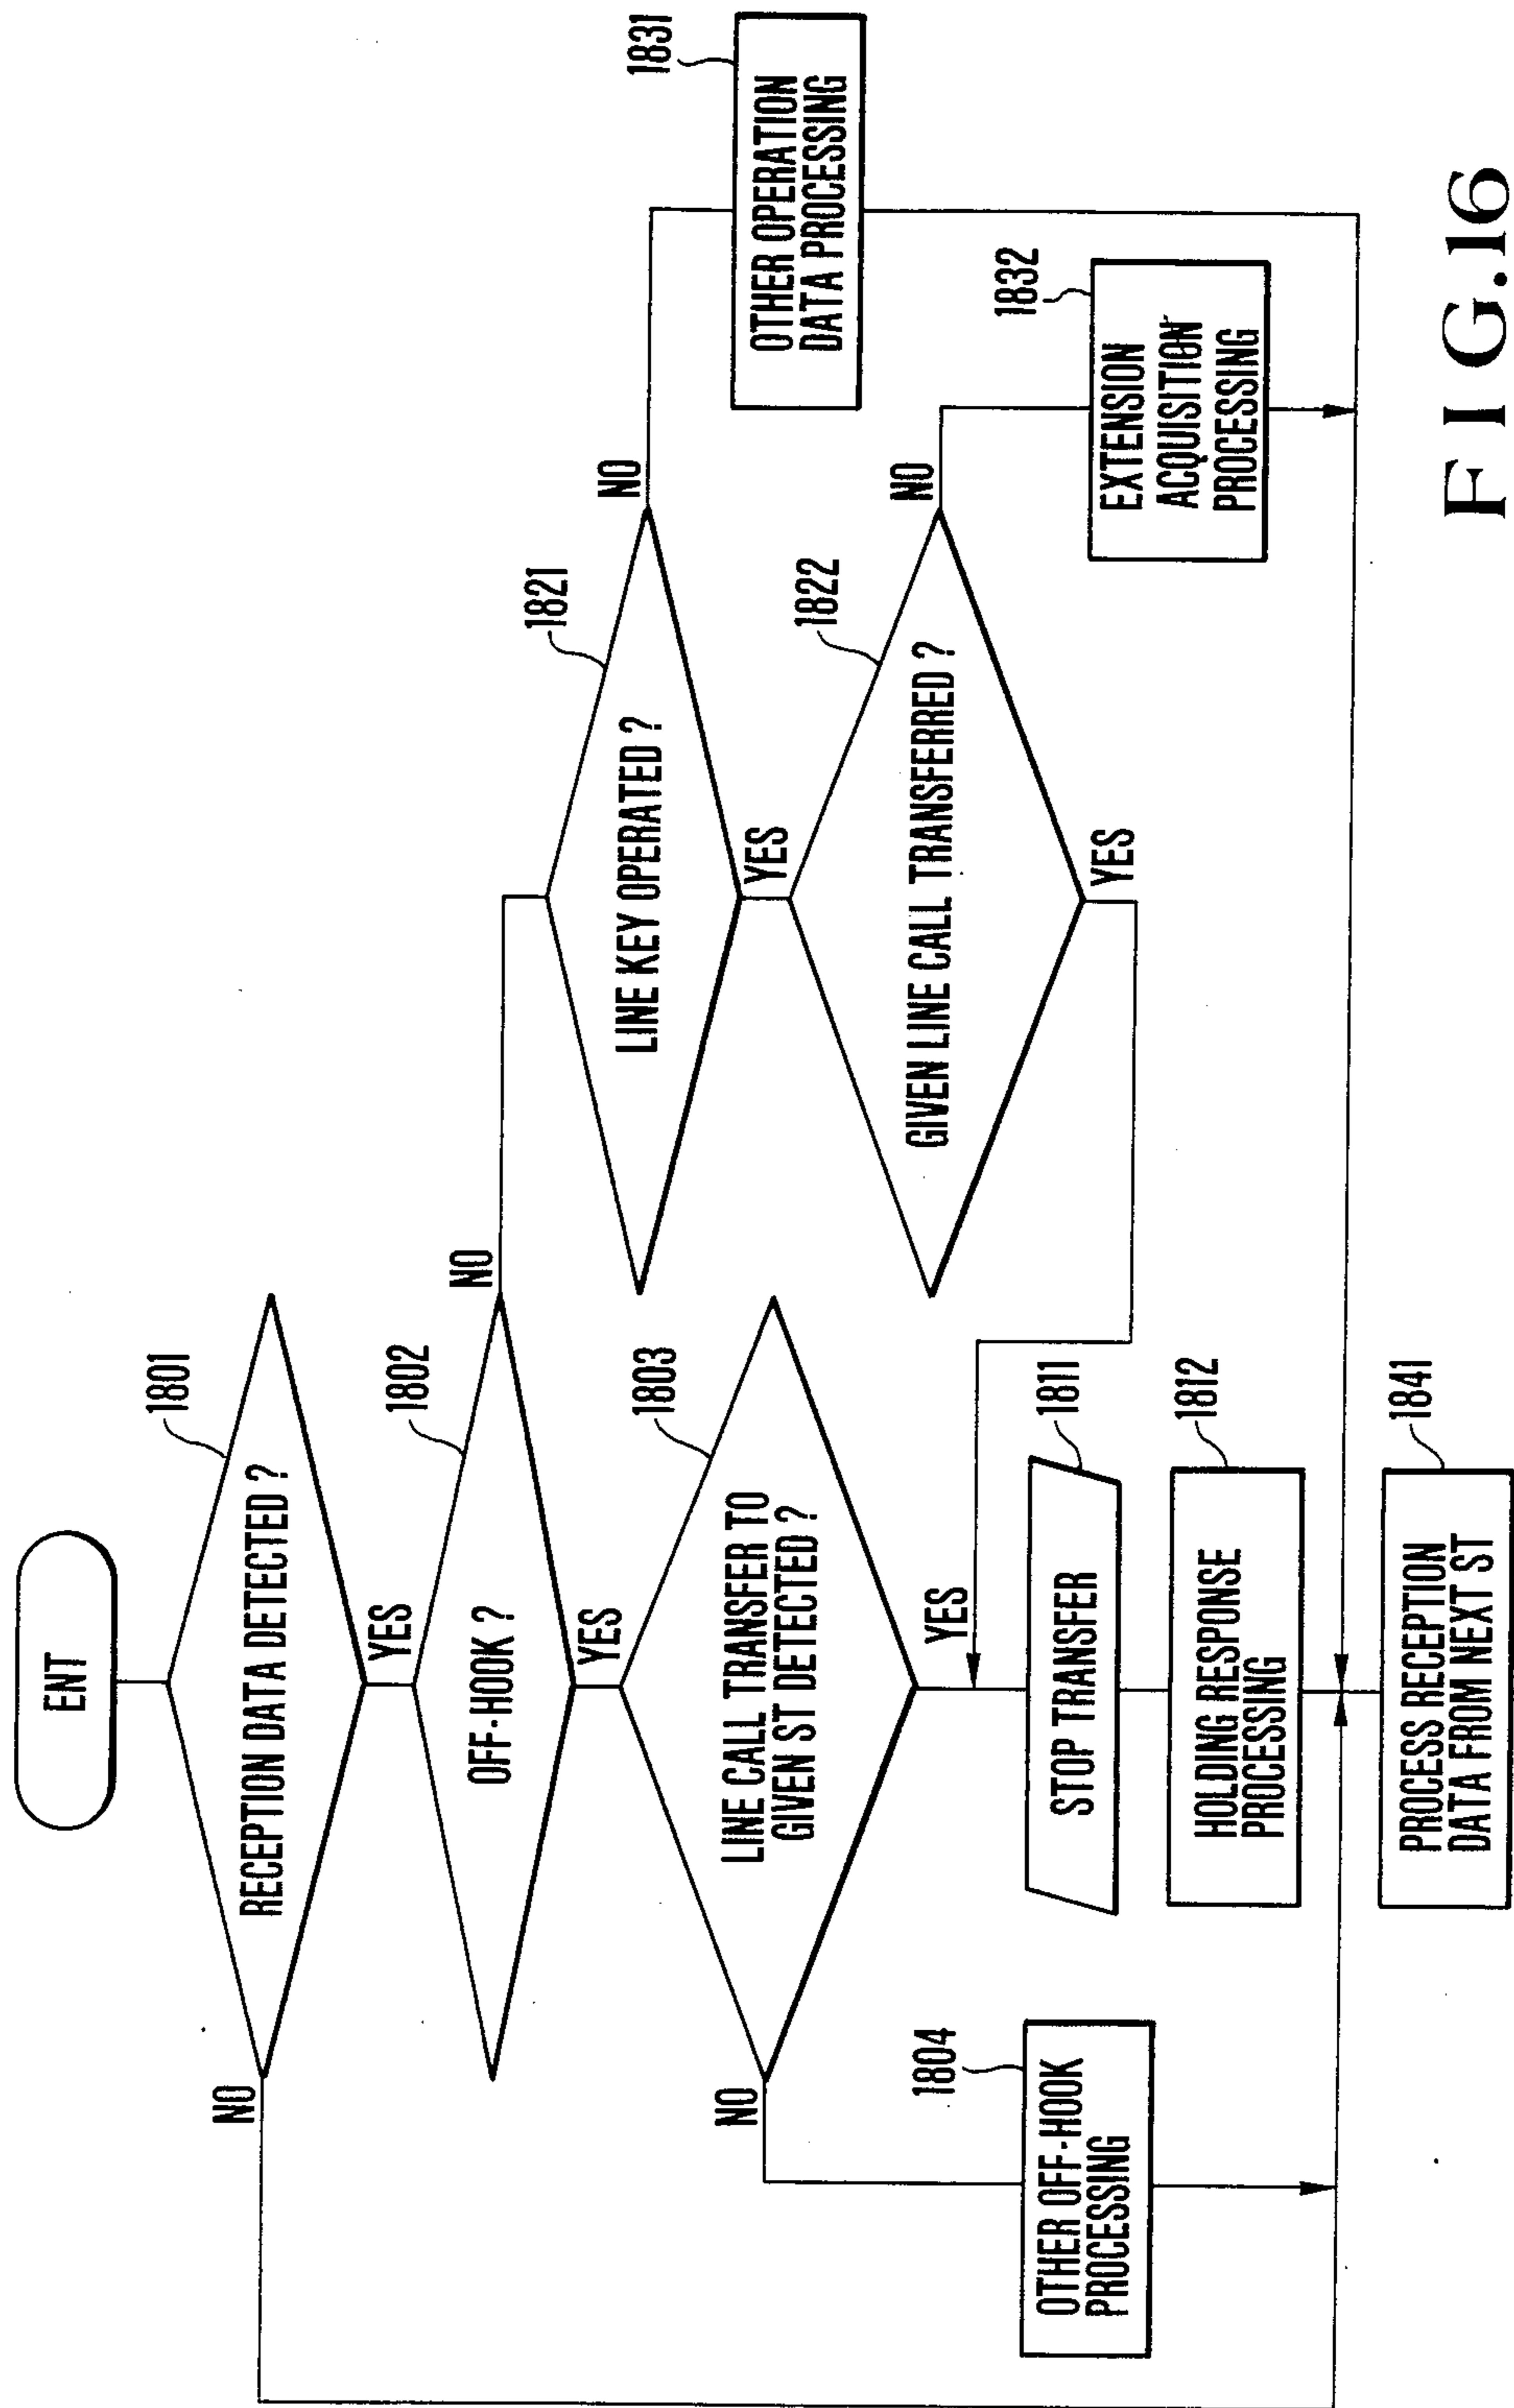 ENT
RECEPTION DATA DETECTED ?
1801
NO
YES
OFF-HOOK ?
1802
NO
YES
LINE CALL TRANSFER TO
GIVEN ST DETECTED ?
1803
NO
YES
OTHER OFF-HOOK
PROCESSING
1804
STOP TRANSFER
1811
HOLDING RESPONSE
PROCESSING
1812
PROCESS RECEPTION
DATA FROM NEXT ST
1841
LINE KEY OPERATED ?
1821
NO
YES
GIVEN LINE CALL TRANSFERRED ?
1822
NO
YES
OTHER OPERATION
DATA PROCESSING
1831
EXTENSION
ACQUISITION
PROCESSING
1832
FIG.16